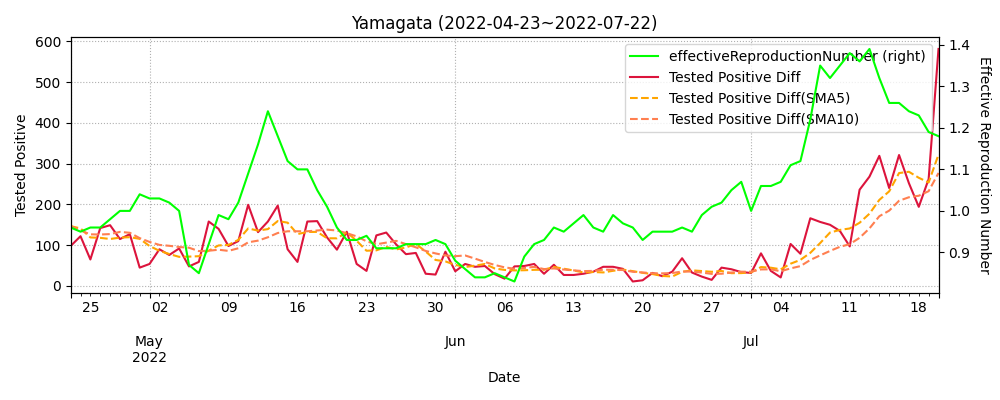 Yamagata (2022-04-23~2022-07-22)
effectiveReproductionNumber (right)
Tested Positive Diff
Tested Positive Diff(SMA5)
Tested Positive Diff(SMA10)
Tested Positive
600
500
400
300
200
100
0
1.4
1.3
1.2
1.1
1.0
0.9
Effective Reproduction Number
25 02 09 16 23 30 06 13 20 27 04 11 18
May Jun Jul
2022
Date